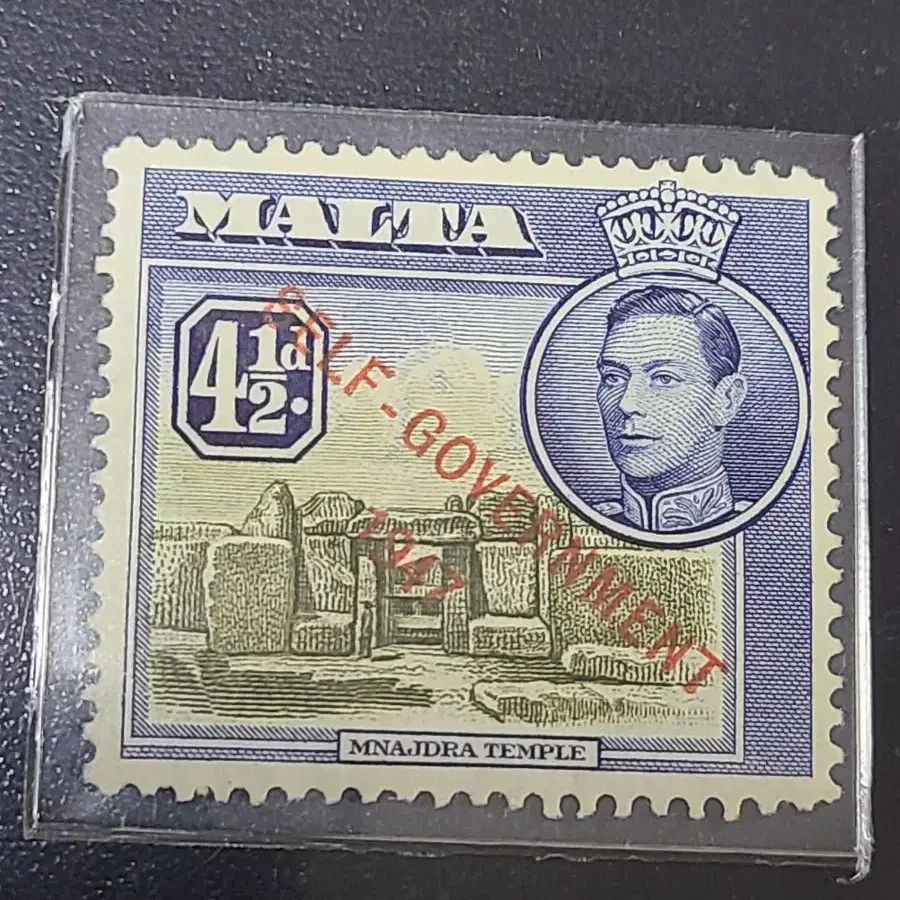 MALTA
4½d.
SELF-GOVERNMENT
1947
MNAJDRA TEMPLE